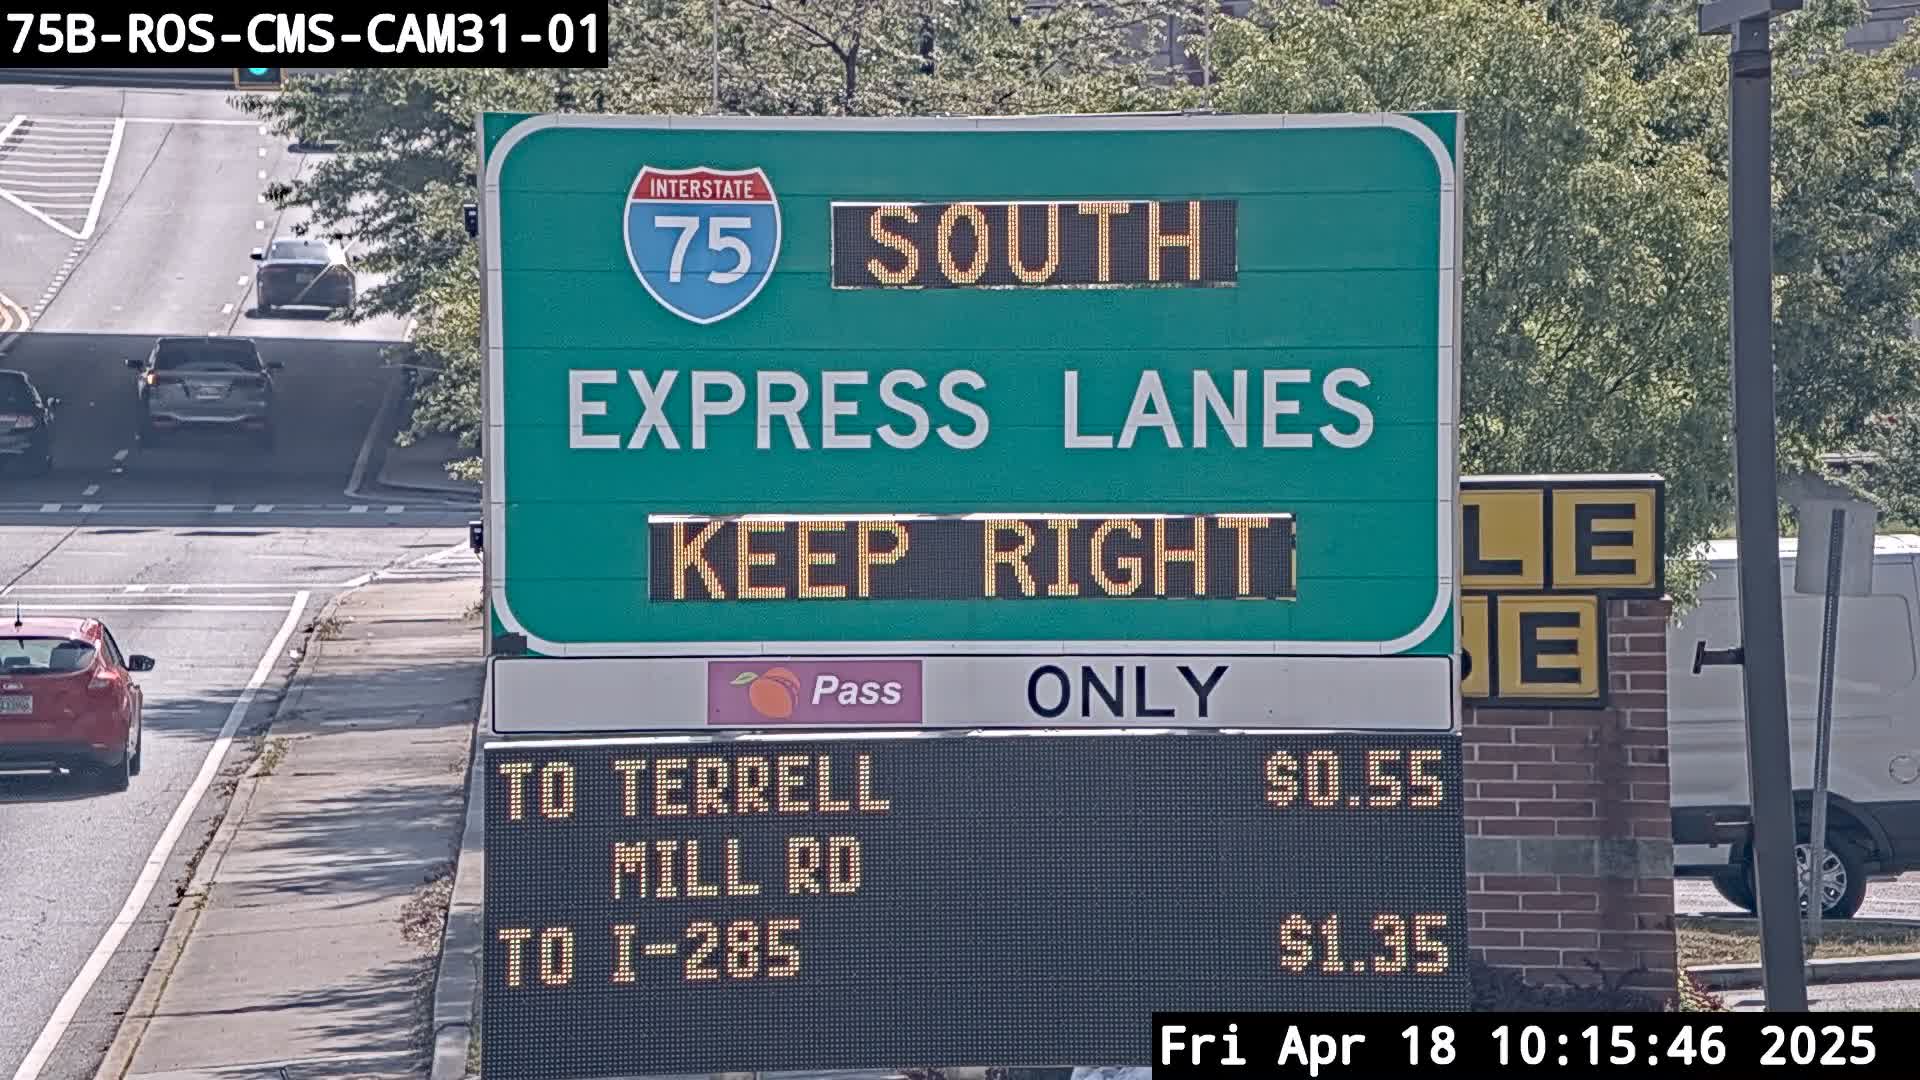 75B-ROS-CMS-CAM31-01
INTERSTATE
75
SOUTH
EXPRESS LANES
KEEP RIGHT
Pass ONLY
TO TERRELL $0.55
MILL RD
TO I-285 $1.35
LE
E
Fri Apr 18 10:15:46 2025